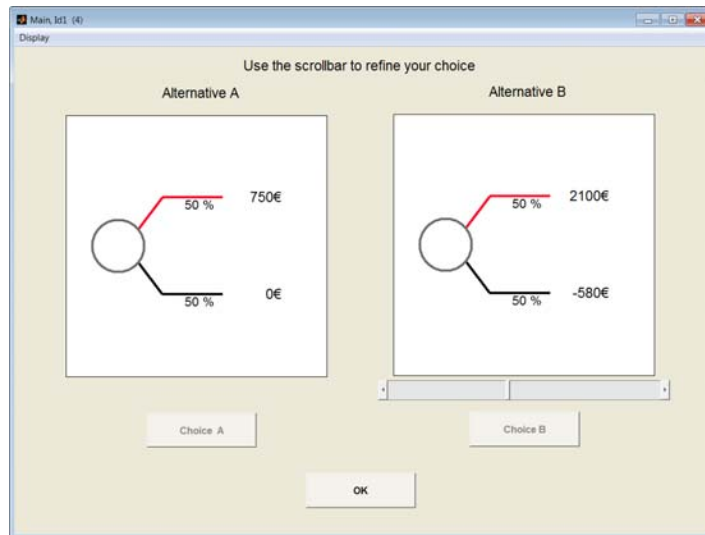 Main, Id1 (4)
Display
Use the scrollbar to refine your choice
Alternative A
Alternative B
750€
50 %
0€
50 %
2100€
50 %
-580€
50 %
Choice A
Choice B
OK